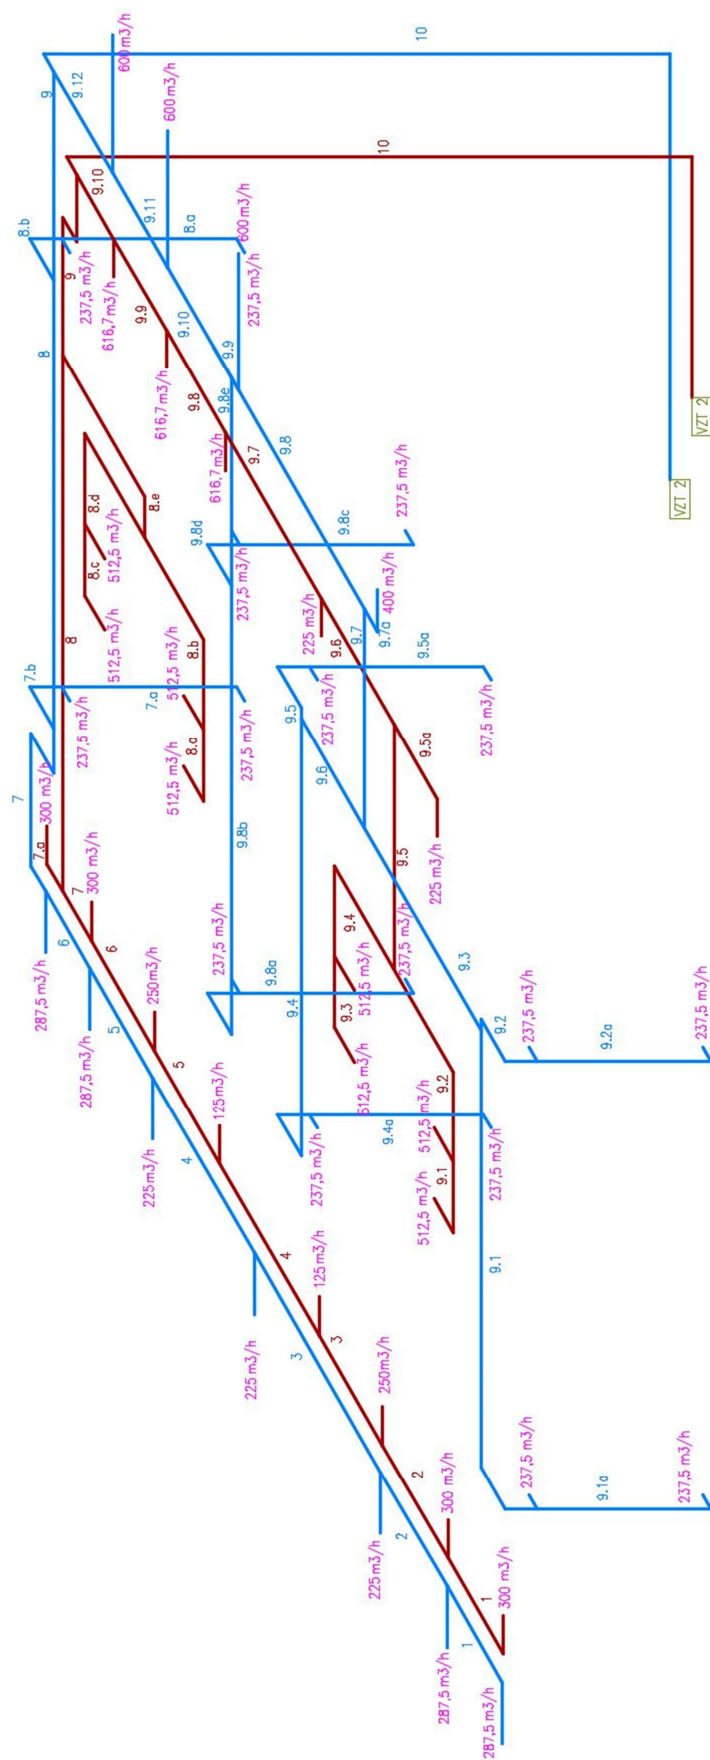 10
600 m3/h
9
9.12
600 m3/h
10
9.10
9.11
8.a
8.b
600 m3/h
9
237,5 m3/h
616,7 m3/h
237,5 m3/h
9.9
9.10
8
616,7 m3/h
9.9
9.8
9.8e
VZT 2
616,7 m3/h
9.7
9.8
8.d
VZT 2
8.e
237,5 m3/h
9.8d
9.8c
512,5 m3/h
8.c
237,5 m3/h
400 m3/h
512,5 m3/h
225 m3/h
9.7
9.7a
9.6
8
8.b
9.5a
7.b
512,5 m3/h
7.a
237,5 m3/h
9.5
237,5 m3/h
237,5 m3/h
237,5 m3/h
9.5a
8.a
9.6
512,5 m3/h
7
300 m3/h
9.8b
7.a
9.5
225 m3/h
300 m3/h
7
9.4
6
6
237,5 m3/h
237,5 m3/h
9.3
287,5 m3/h
250m3/h
9.8a
9.4
512,5 m3/h
9.3
9.2
237,5 m3/h
9.2a
237,5 m3/h
5
287,5 m3/h
5
512,5 m3/h
9.2
125m3/h
512,5 m3/h
225m3/h
4
9.4a
237,5 m3/h
237,5 m3/h
9.1
512,5 m3/h
4
9.1
125m3/h
3
3
225 m3/h
250m3/h
2
237,5 m3/h
9.1a
237,5 m3/h
300 m3/h
2
225m3/h
1
300 m3/h
1
287,5 m3/h
287,5 m3/h